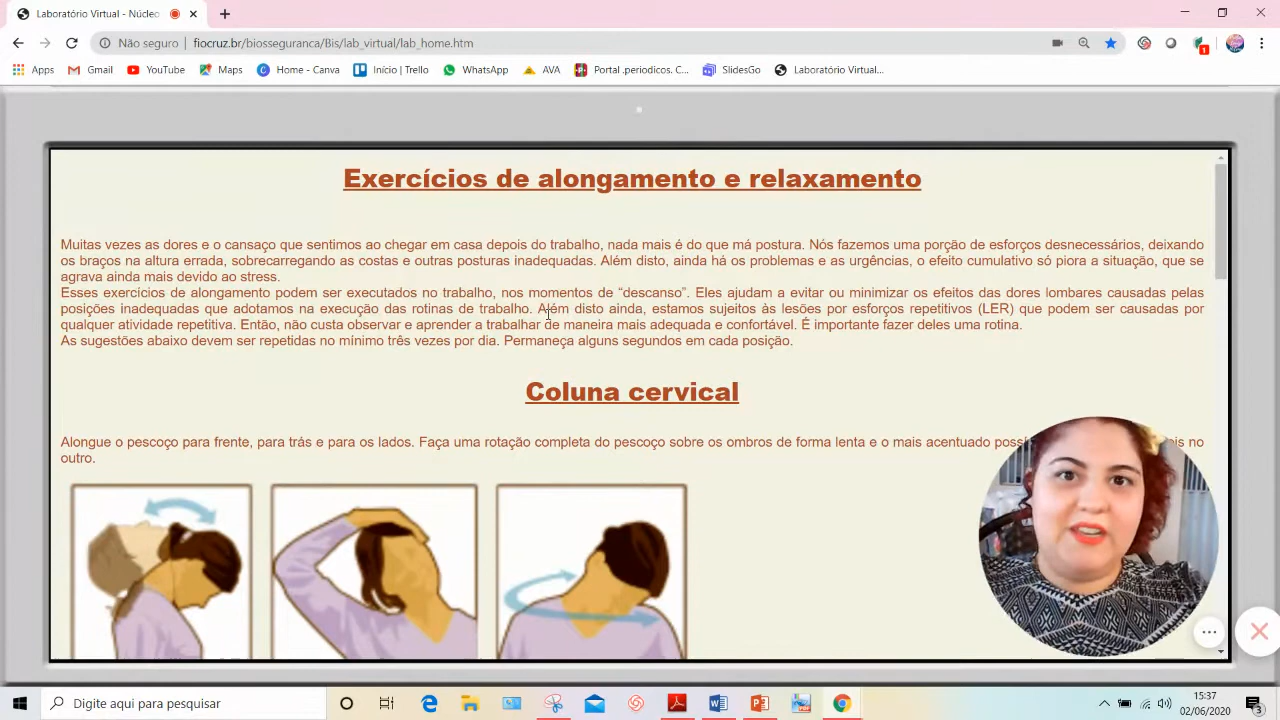 Laboratório Virtual - Núcleo
Não seguro | fiocruz.br/biosseguranca/Bis/lab_virtual/lab_home.htm
1
Apps Gmail YouTube Maps Home - Canva Início | Trello WhatsApp AVA Portal .periodicos. C... SlidesGo Laboratório Virtual...
Exercícios de alongamento e relaxamento
Muitas vezes as dores e o cansaço que sentimos ao chegar em casa depois do trabalho, nada mais é do que má postura. Nós fazemos uma porção de esforços desnecessários, deixando
os braços na altura errada, sobrecarregando as costas e outras posturas inadequadas. Além disto, ainda há os problemas e as urgências, o efeito cumulativo só piora a situação, que se
agrava ainda mais devido ao stress.
Esses exercícios de alongamento podem ser executados no trabalho, nos momentos de “descanso”. Eles ajudam a evitar ou minimizar os efeitos das dores lombares causadas pelas
posições inadequadas que adotamos na execução das rotinas de trabalho. Além disto ainda, estamos sujeitos às lesões por esforços repetitivos (LER) que podem ser causadas por
qualquer atividade repetitiva. Então, não custa observar e aprender a trabalhar de maneira mais adequada e confortável. É importante fazer deles uma rotina.
As sugestões abaixo devem ser repetidas no mínimo três vezes por dia. Permaneça alguns segundos em cada posição.
Coluna cervical
Alongue o pescoço para frente, para trás e para os lados. Faça uma rotação completa do pescoço sobre os ombros de forma lenta e o mais acentuado no
outro.
Digite aqui para pesquisar
15:37
02/06/2020
3